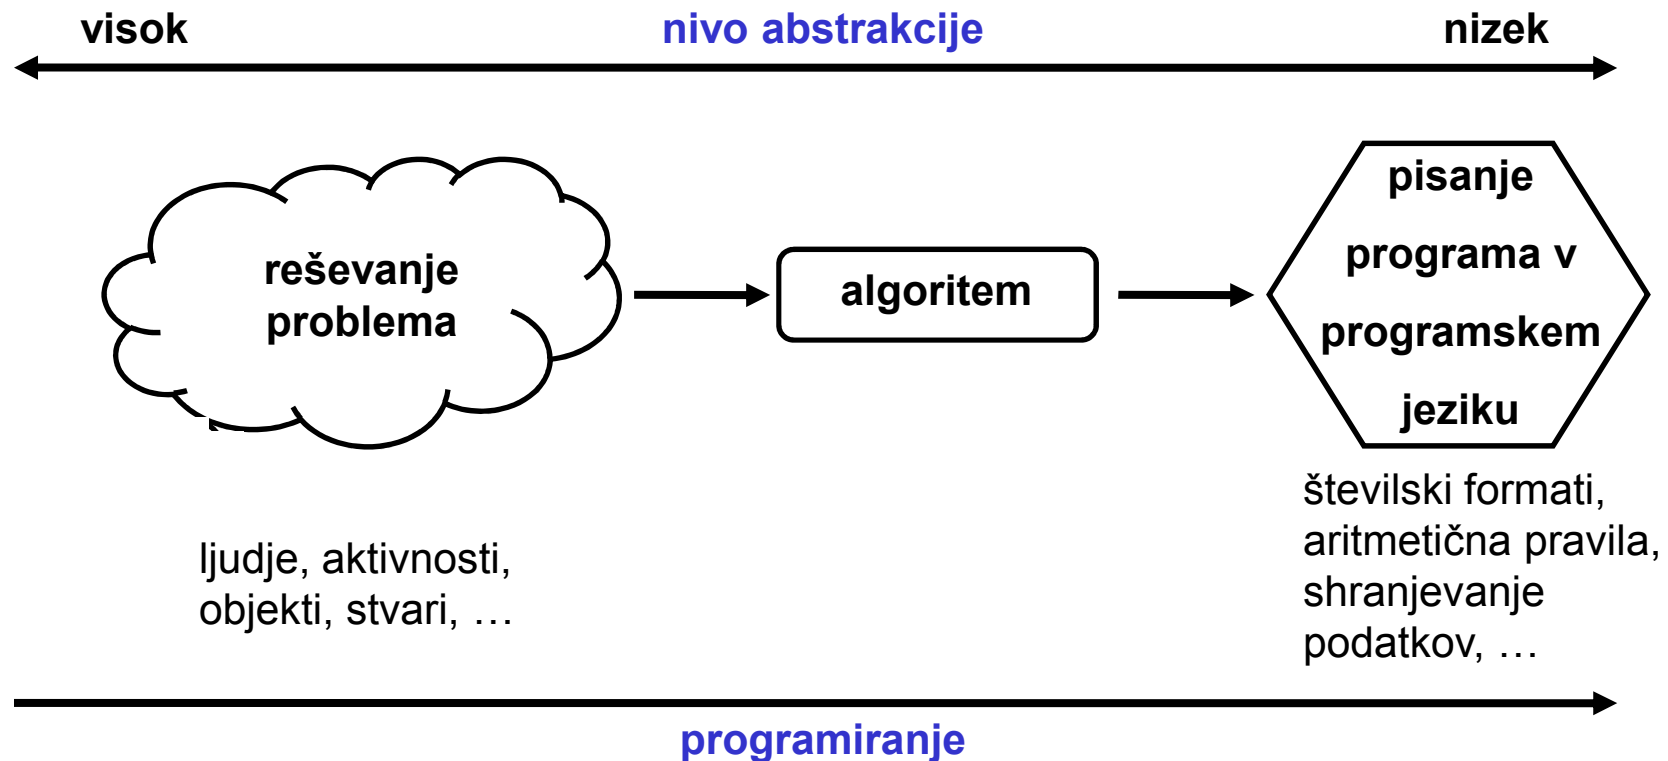 visok
nivo abstrakcije
nizek
reševanje
problema
algoritem
pisanje
programa v
programskem
jeziku
ljudje, aktivnosti,
objekti, stvari, …
številski formati,
aritmetična pravila,
shranjevanje
podatkov, …
programiranje